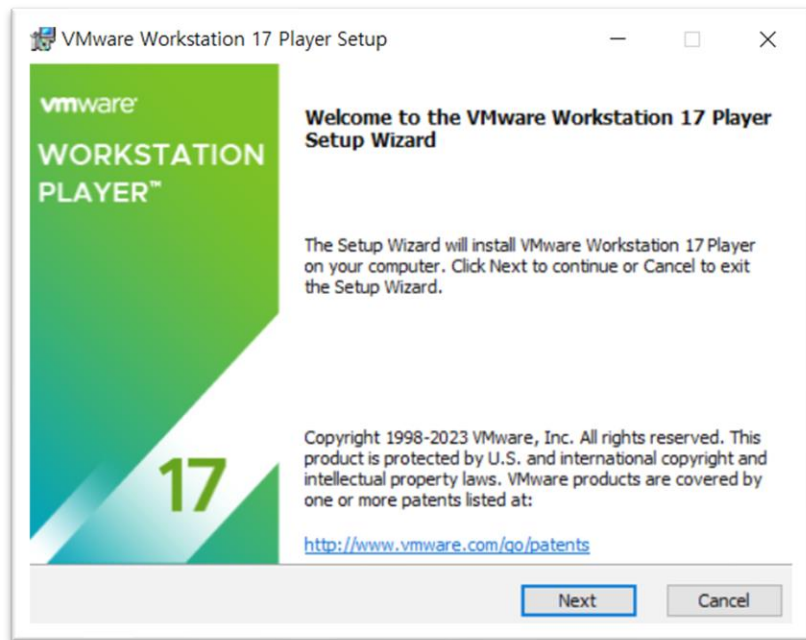 VMware Workstation 17 Player Setup
vmware
WORKSTATION
PLAYER™
17
Welcome to the VMware Workstation 17 Player
Setup Wizard
The Setup Wizard will install VMware Workstation 17 Player
on your computer. Click Next to continue or Cancel to exit
the Setup Wizard.
Copyright 1998-2023 VMware, Inc. All rights reserved. This
product is protected by U.S. and international copyright and
intellectual property laws. VMware products are covered by
one or more patents listed at:
http://www.vmware.com/go/patents
Next
Cancel